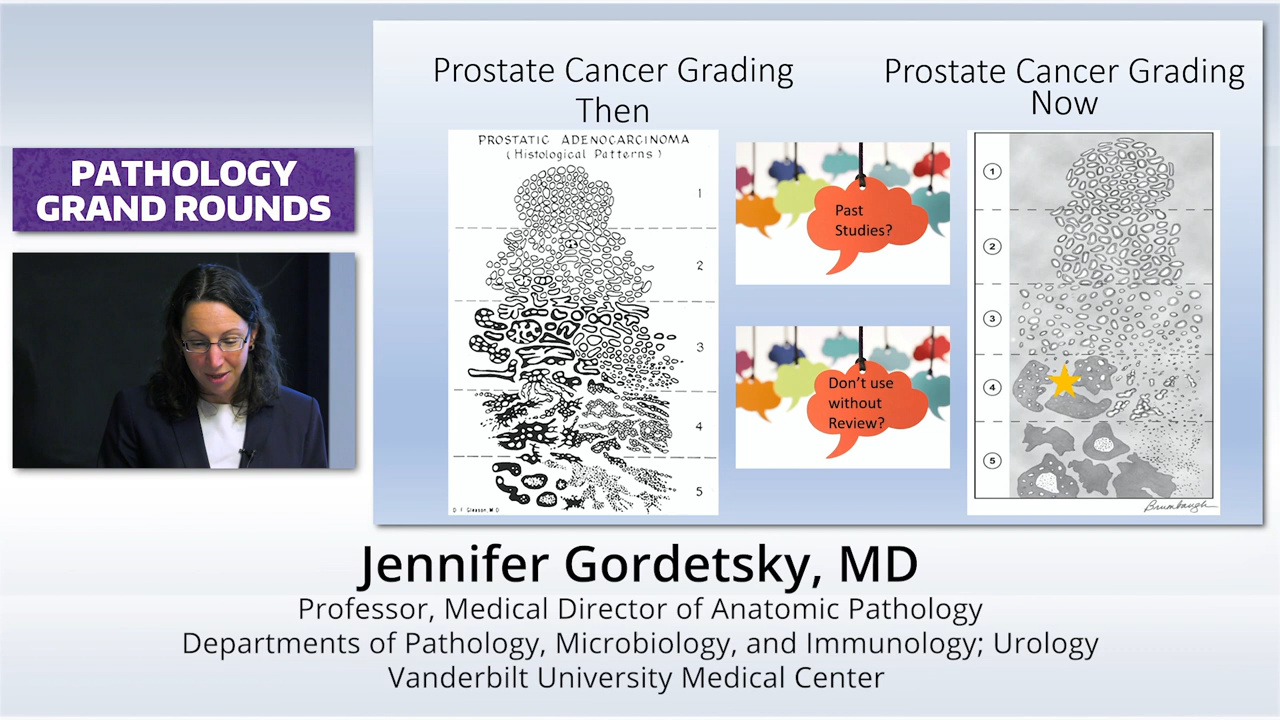 PATHOLOGY
GRAND ROUNDS
Prostate Cancer Grading
Then
PROSTATIC ADENOCARCINOMA
(Histological Patterns)
1
2
3
4
5
D. F. Gleason, M.D.
Past
Studies?
Don't use
without
Review?
Prostate Cancer Grading
Now
1
2
3
4
5
Brumbaugh
Jennifer Gordetsky, MD
Professor, Medical Director of Anatomic Pathology
Departments of Pathology, Microbiology, and Immunology; Urology
Vanderbilt University Medical Center